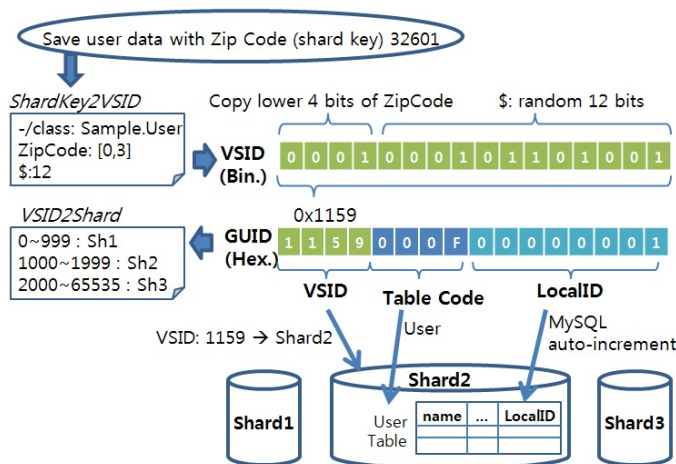 Save user data with Zip Code (shard key) 32601
ShardKey2VSID
-/class: Sample.User
ZipCode: [0,3]
$:12
Copy lower 4 bits of ZipCode
$: random 12 bits
VSID
(Bin.)
0 0 0 1 0 0 0 1 0 1 1 0 1 0 0 1
VSID2Shard
0~999 : Sh1
1000~1999 : Sh2
2000~65535 : Sh3
0x1159
GUID
(Hex.)
1 1 5 9 0 0 0 F 0 0 0 0 0 0 0 1
VSID
Table Code
LocalID
VSID: 1159 → Shard2
User
MySQL
auto-increment
Shard1
Shard2
User
Table
name ... LocalID
Shard3